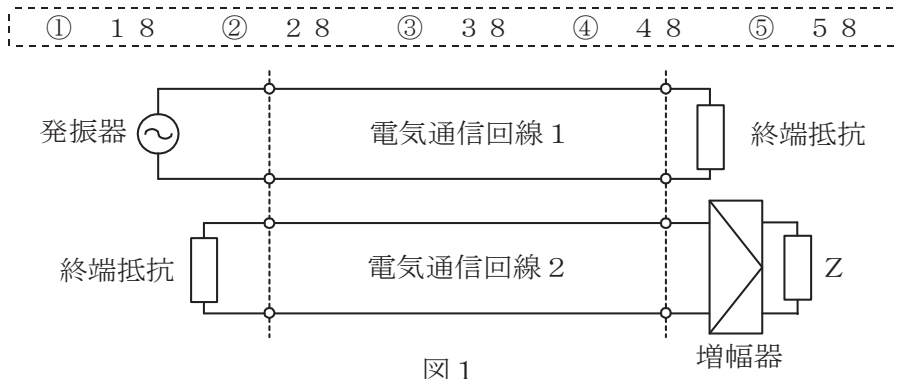 ① 18 ② 28 ③ 38 ④ 48 ⑤ 58
発振器
電気通信回線1
終端抵抗
終端抵抗
電気通信回線2
Z
増幅器
図1